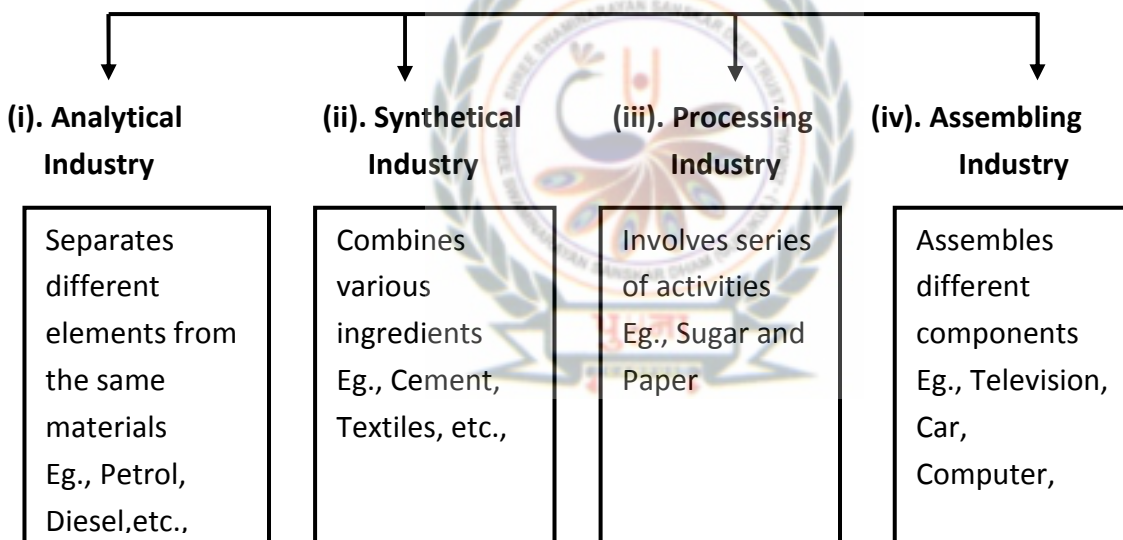 (i). Analytical
Industry
(ii). Synthetical
Industry
(iii). Processing
Industry
(iv). Assembling
Industry
Separates
different
elements from
the same
materials
Eg., Petrol,
Diesel,etc.,
Combines
various
ingredients
Eg., Cement,
Textiles, etc.,
Involves series
of activities
Eg., Sugar and
Paper
Assembles
different
components
Eg., Television,
Car,
Computer,